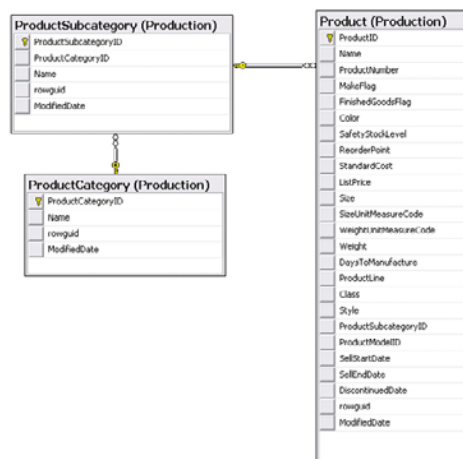 ProductSubcategory (Production)
ProductSubcategoryID
ProductCategoryID
Name
rowguid
ModifiedDate
ProductCategory (Production)
ProductCategoryID
Name
rowguid
ModifiedDate
Product (Production)
ProductID
Name
ProductNumber
MakeFlag
FinishedGoodsFlag
Color
SafetyStockLevel
ReorderPoint
StandardCost
ListPrice
Size
SizeUnitMeasureCode
WeightUnitMeasureCode
Weight
DaysToManufacture
ProductLine
Class
Style
ProductSubcategoryID
ProductModelID
SellStartDate
SellEndDate
DiscontinuedDate
rowguid
ModifiedDate